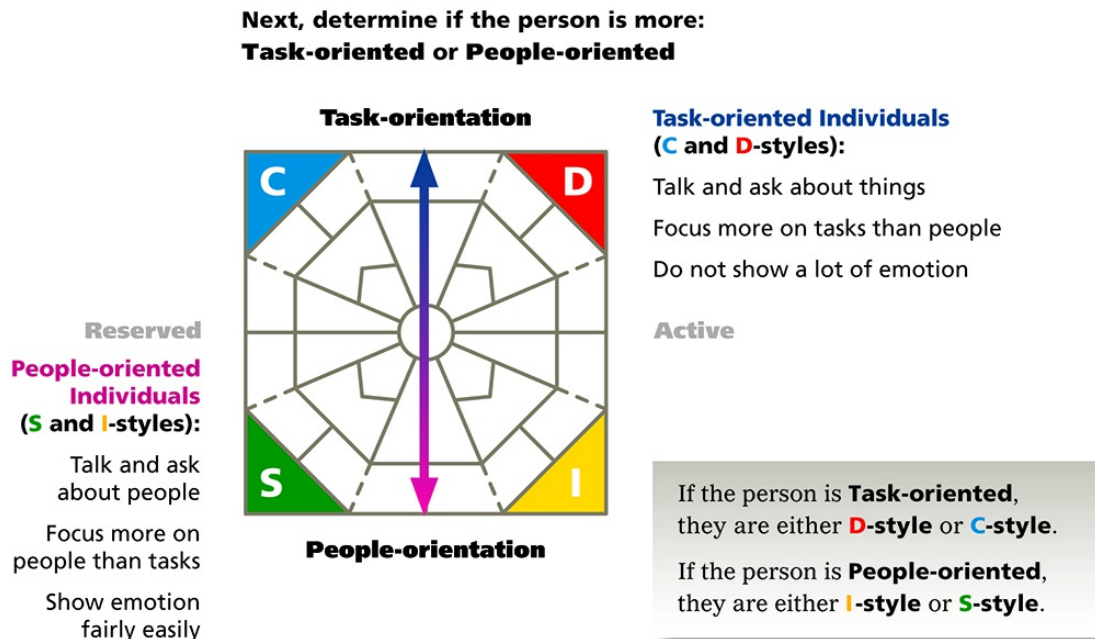 Next, determine if the person is more:
Task-oriented or People-oriented
Task-orientation
C
D
S
I
People-orientation
Reserved
Active
People-oriented
Individuals
(S and I-styles):
Talk and ask
about people
Focus more on
people than tasks
Show emotion
fairly easily
Task-oriented Individuals
(C and D-styles):
Talk and ask about things
Focus more on tasks than people
Do not show a lot of emotion
If the person is Task-oriented,
they are either D-style or C-style.
If the person is People-oriented,
they are either I-style or S-style.